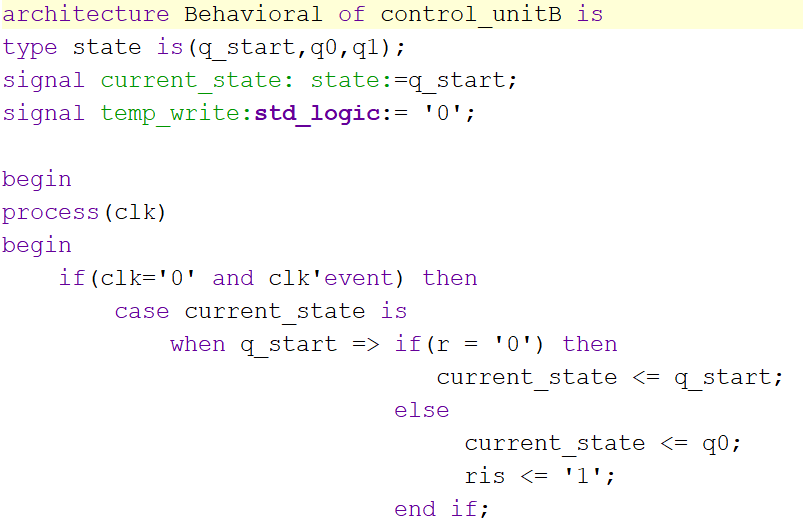 architecture Behavioral of control_unitB is
type state is(q_start,q0,q1);
signal current_state: state:=q_start;
signal temp_write:std_logic:= '0';
begin
process(clk)
begin
if(clk='0' and clk'event) then
case current_state is
when q_start => if(r = '0') then
current_state <= q_start;
else
current_state <= q0;
ris <= '1';
end if;